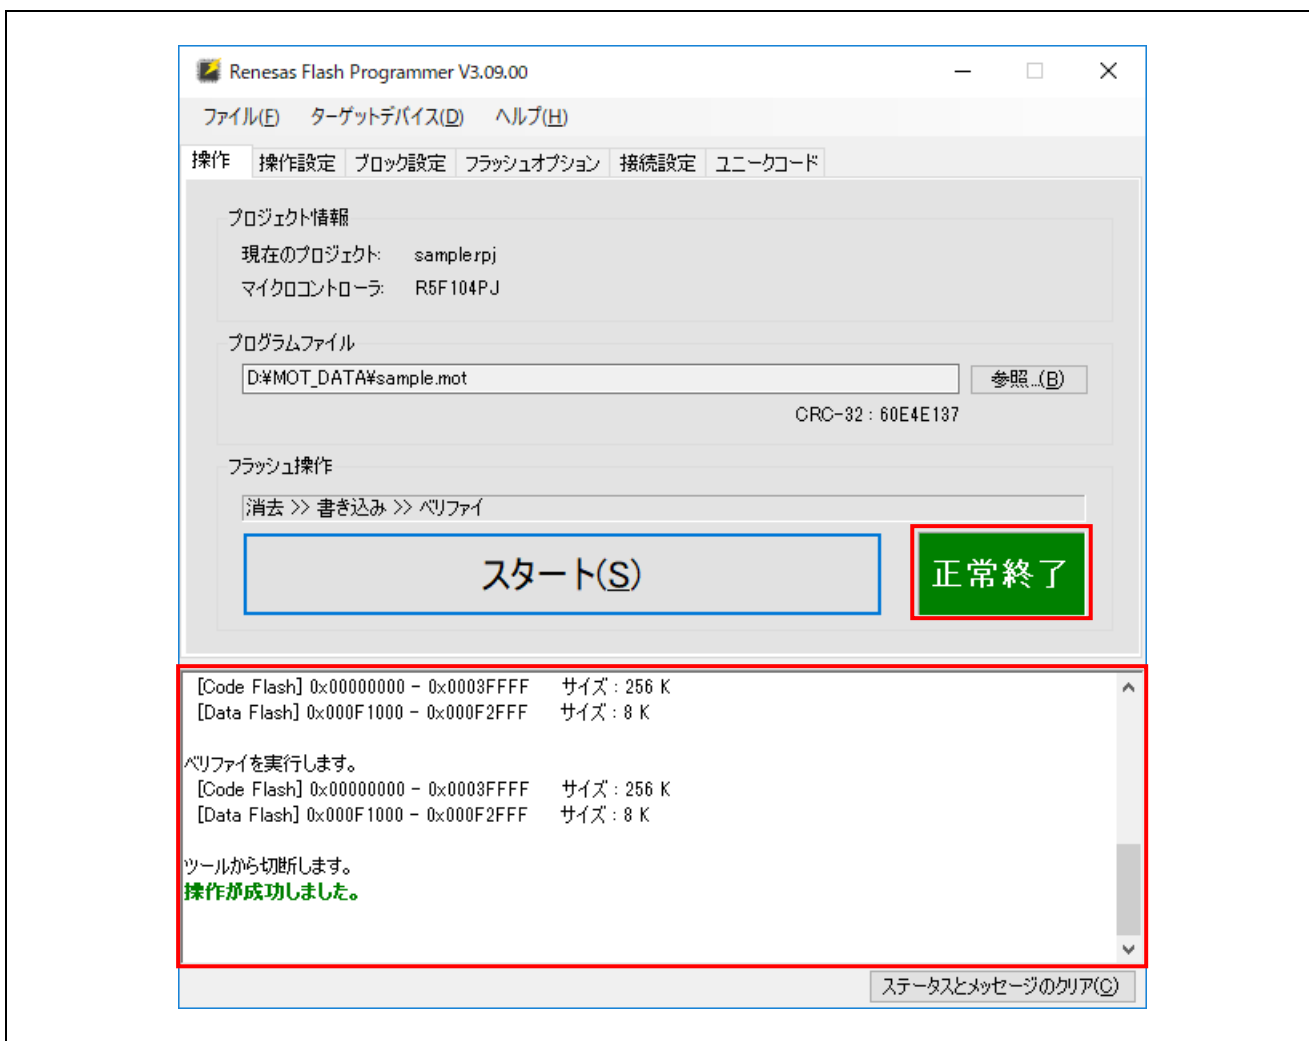 Renesas Flash Programmer V3.09.00
ファイル(F) ターゲットデバイス(D) ヘルプ(H)
操作 操作設定 ブロック設定 フラッシュオプション 接続設定 ユニークコード
プロジェクト情報
現在のプロジェクト: sample.rpj
マイクロコントローラ: R5F104PJ
プログラムファイル
D:¥MOT_DATA¥sample.mot 参照...(B)
CRC-32 : 60E4E137
フラッシュ操作
消去 >> 書き込み >> ベリファイ
スタート(S) 正常終了
[Code Flash] 0x00000000 - 0x0003FFFF サイズ : 256 K
[Data Flash] 0x000F1000 - 0x000F2FFF サイズ : 8 K
ベリファイを実行します。
[Code Flash] 0x00000000 - 0x0003FFFF サイズ : 256 K
[Data Flash] 0x000F1000 - 0x000F2FFF サイズ : 8 K
ツールから切断します。
操作が成功しました。
ステータスとメッセージのクリア(C)